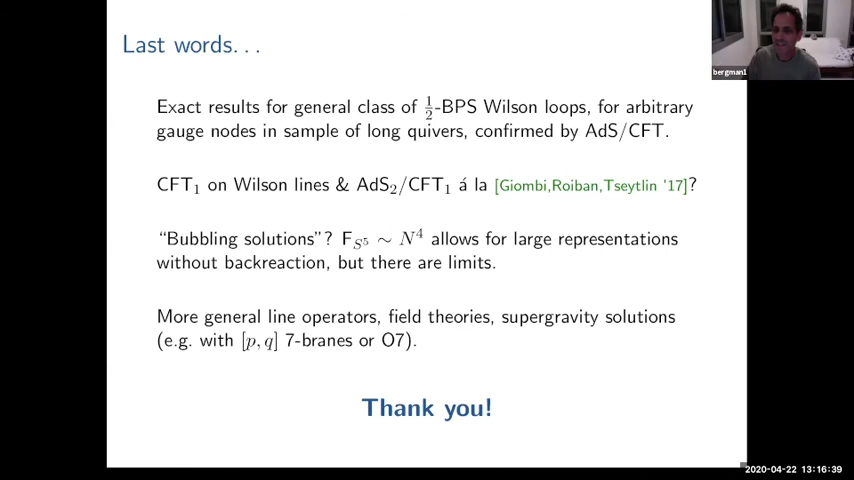 Last words. . .
bergman1
Exact results for general class of ½-BPS Wilson loops, for arbitrary
gauge nodes in sample of long quivers, confirmed by AdS/CFT.
CFT₁ on Wilson lines & AdS₂/CFT₁ á la [Giombi,Roiban,Tseytlin '17]?
“Bubbling solutions”? F_{S⁵} ∼ N⁴ allows for large representations
without backreaction, but there are limits.
More general line operators, field theories, supergravity solutions
(e.g. with [p, q] 7-branes or O7).
Thank you!
2020-04-22 13:16:39